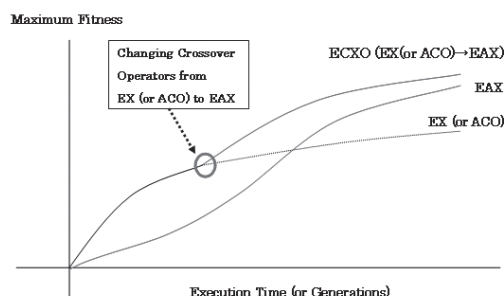 Maximum Fitness
Changing Crossover
Operators from
EX (or ACO) to EAX
ECXO (EX(or ACO)→EAX)
EAX
EX (or ACO)
Execution Time (or Generations)